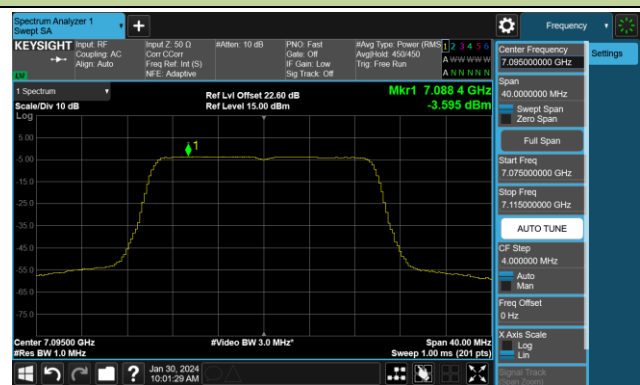 Spectrum Analyzer 1
Swept SA
Frequency
KEYSIGHT
Input: RF
Coupling: AC
Align: Auto
Input Z: 50 Ω
Corr CCorr
Freq Ref: Int (S)
NFE: Adaptive
#Atten: 10 dB
PNO: Fast
Gate: Off
IF Gain: Low
Sig Track: Off
#Avg Type: Power (RMS
Avg|Hold: 450/450
Trig: Free Run
1 2 3 4 5 6
A W W W W W
A N N N N N
LW
1 Spectrum
Scale/Div 10 dB
Log
Ref Lvl Offset 22.60 dB
Ref Level 15.00 dBm
Mkr1 7.088 4 GHz
-3.595 dBm
1
5.00
-5.00
-15.0
-25.0
-35.0
-45.0
-55.0
-65.0
-75.0
Center 7.09500 GHz
#Res BW 1.0 MHz
#Video BW 3.0 MHz*
Span 40.00 MHz
Sweep 1.00 ms (201 pts)
Jan 30, 2024
10:01:29 AM
?
Center Frequency
7.095000000 GHz
Span
40.0000000 MHz
Swept Span
Zero Span
Full Span
Start Freq
7.075000000 GHz
Stop Freq
7.115000000 GHz
AUTO TUNE
CF Step
4.000000 MHz
Auto
Man
Freq Offset
0 Hz
X Axis Scale
Log
Lin
Signal Track
(Span Zoom)
Settings